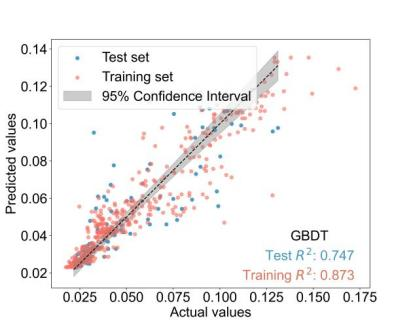 0.14
0.12
0.10
0.08
0.06
0.04
0.02
Predicted values
Test set
Training set
95% Confidence Interval
GBDT
Test R²: 0.747
Training R²: 0.873
0.025 0.050 0.075 0.100 0.125 0.150 0.175
Actual values